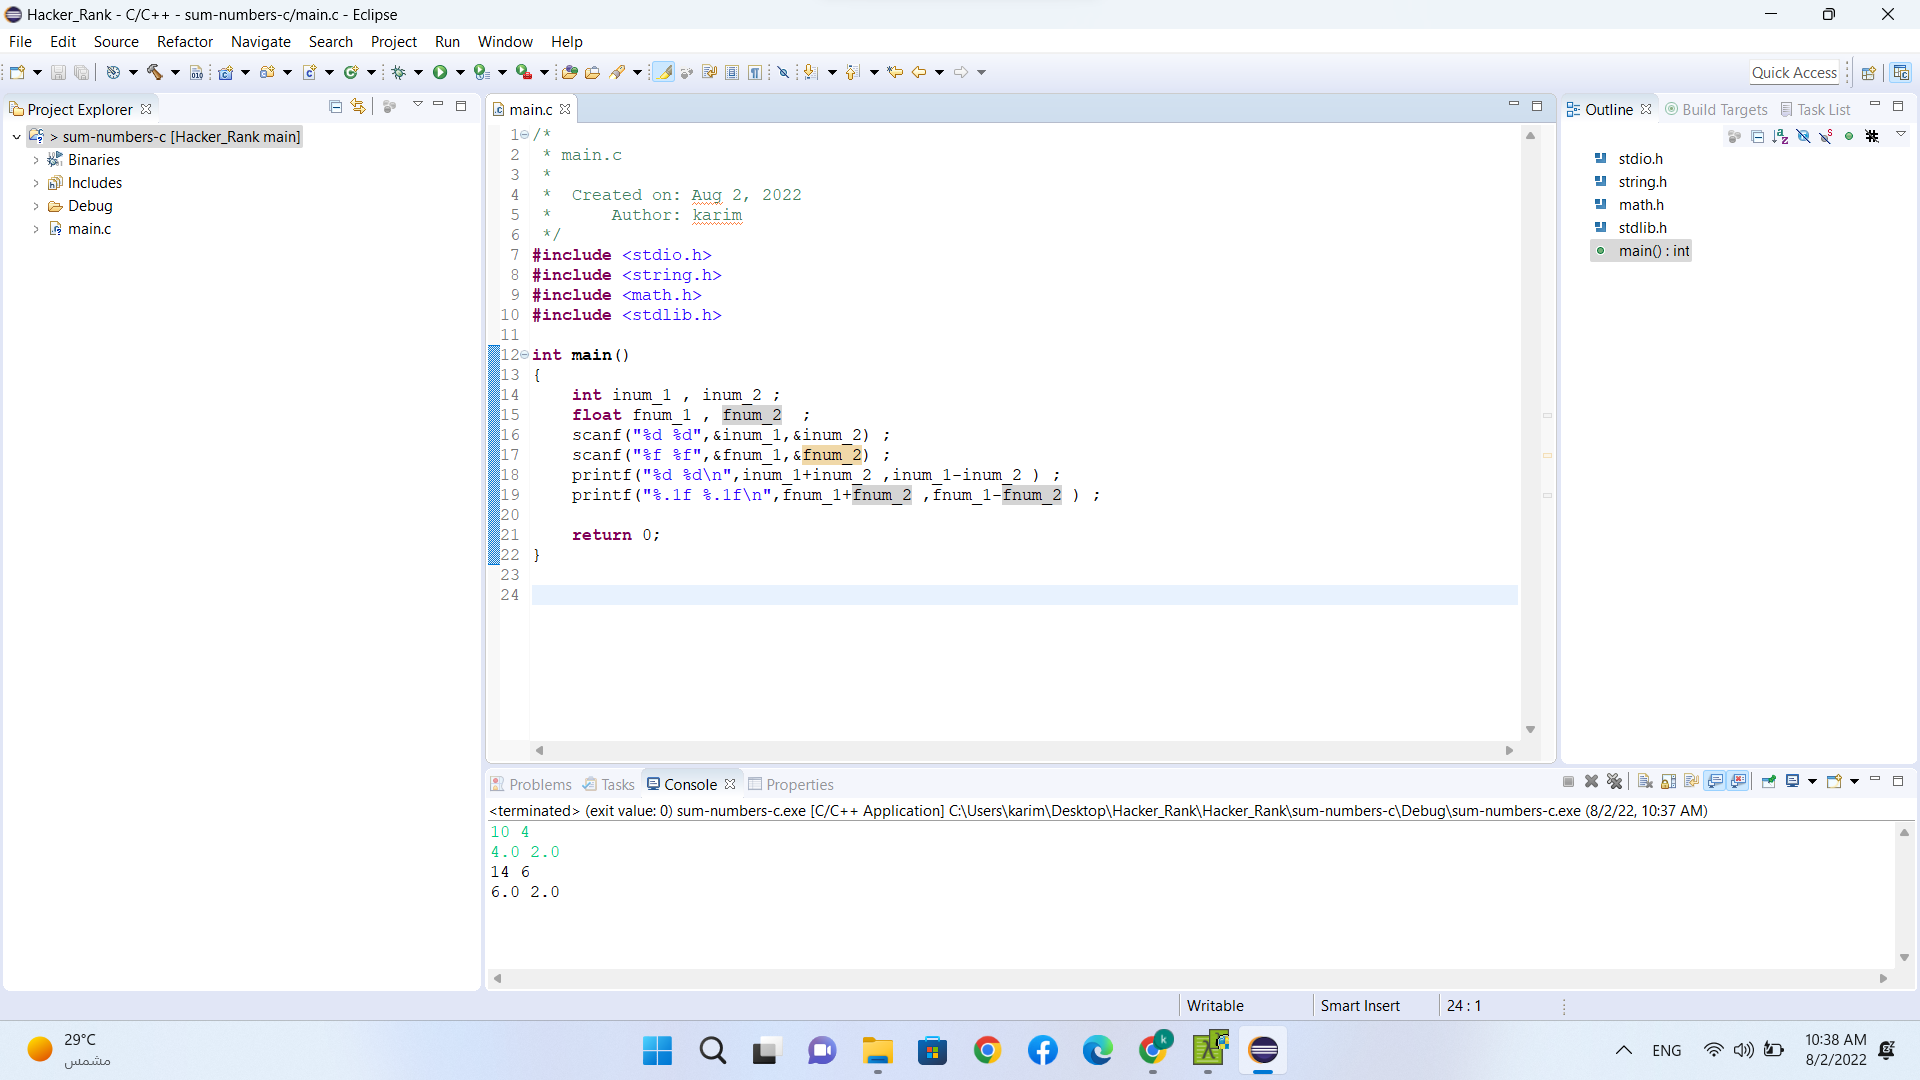 Hacker_Rank - C/C++ - sum-numbers-c/main.c - Eclipse
File Edit Source Refactor Navigate Search Project Run Window Help
Quick Access
Project Explorer
> sum-numbers-c [Hacker_Rank main]
Binaries
Includes
Debug
main.c
main.c
1 /*
2  * main.c
3  *
4  *  Created on: Aug 2, 2022
5  *      Author: karim
6  */
7 #include <stdio.h>
8 #include <string.h>
9 #include <math.h>
10 #include <stdlib.h>
11
12 int main()
13 {
14     int inum_1 , inum_2 ;
15     float fnum_1 , fnum_2  ;
16     scanf("%d %d",&inum_1,&inum_2) ;
17     scanf("%f %f",&fnum_1,&fnum_2) ;
18     printf("%d %d\n",inum_1+inum_2 ,inum_1-inum_2 ) ;
19     printf("%.1f %.1f\n",fnum_1+fnum_2 ,fnum_1-fnum_2 ) ;
20
21     return 0;
22 }
23
24
Outline Build Targets Task List
stdio.h
string.h
math.h
stdlib.h
main() : int
Problems Tasks Console Properties
<terminated> (exit value: 0) sum-numbers-c.exe [C/C++ Application] C:\Users\karim\Desktop\Hacker_Rank\Hacker_Rank\sum-numbers-c\Debug\sum-numbers-c.exe (8/2/22, 10:37 AM)
10 4
4.0 2.0
14 6
6.0 2.0
Writable Smart Insert 24 : 1
29°C
مشمس
k
ENG
10:38 AM
8/2/2022